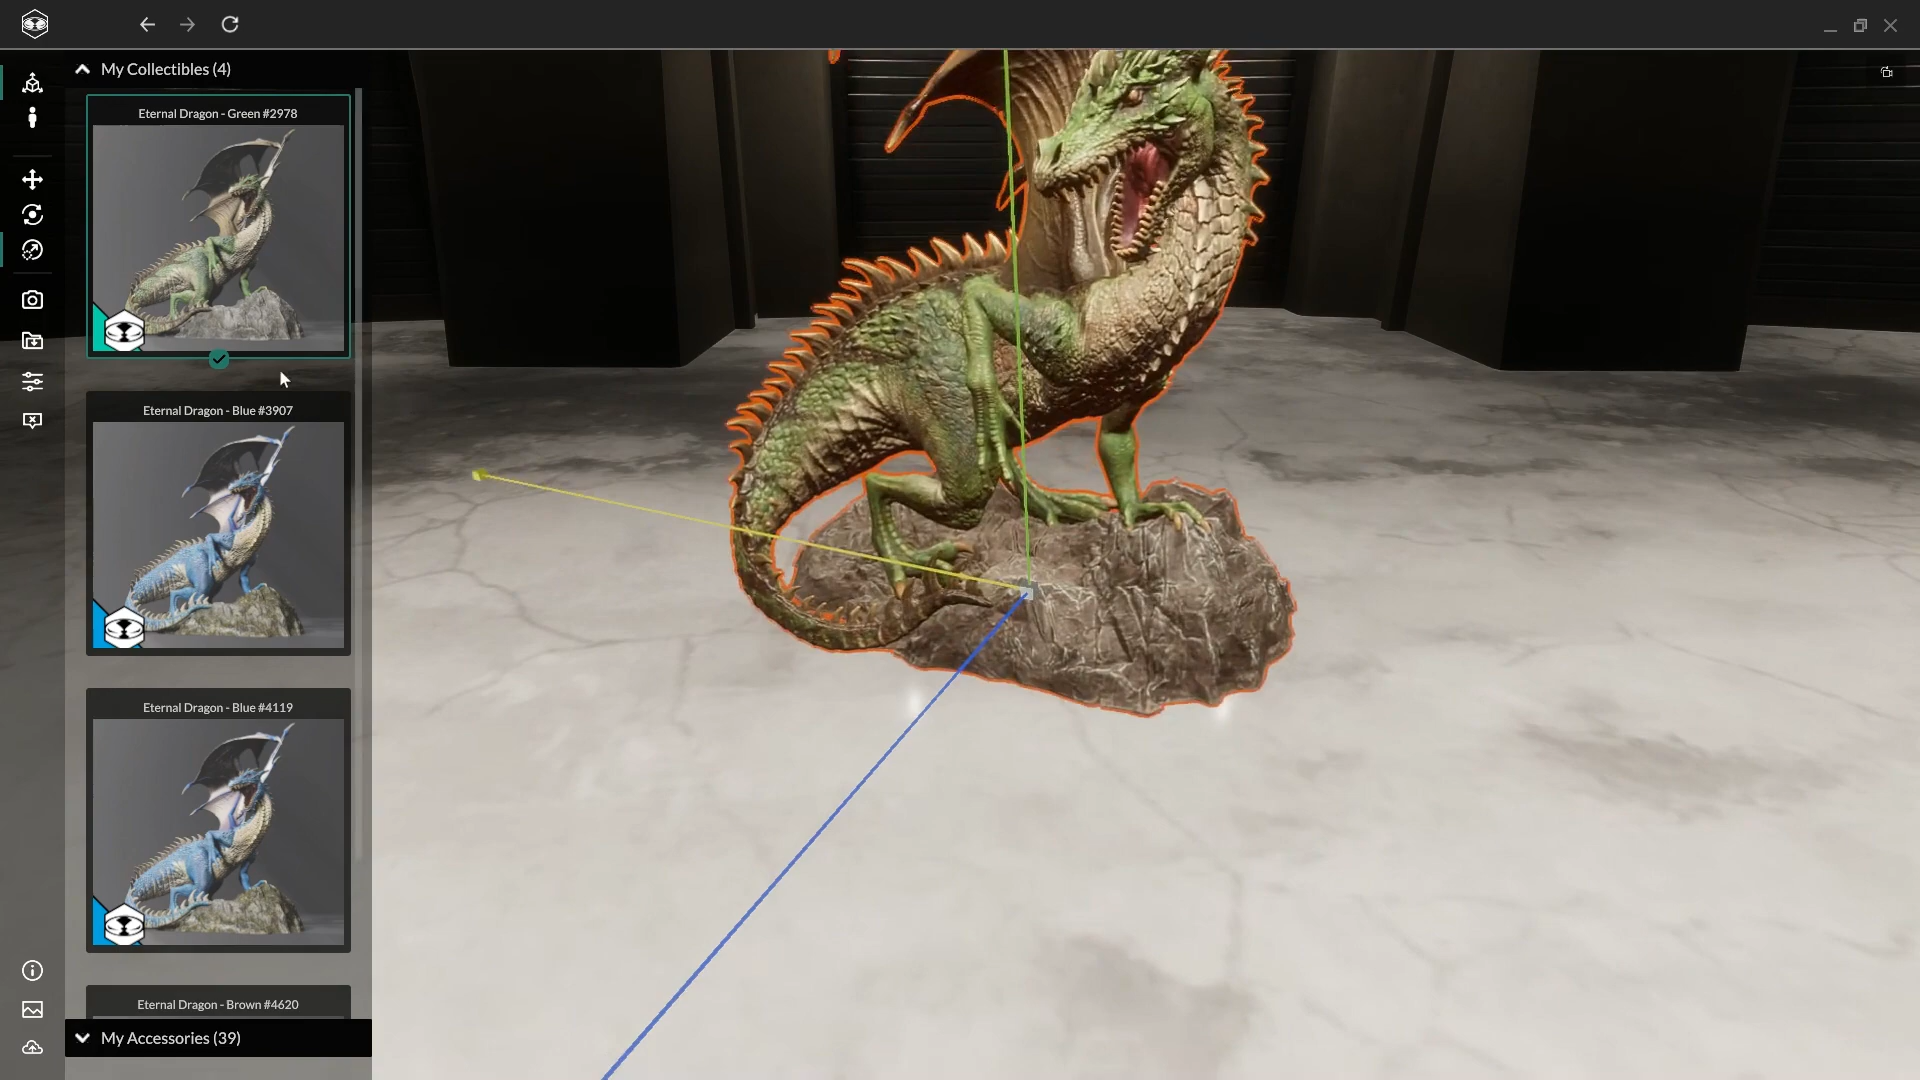 My Collectibles (4)
Eternal Dragon - Green #2978
Eternal Dragon - Blue #3907
Eternal Dragon - Blue #4119
Eternal Dragon - Brown #4620
My Accessories (39)